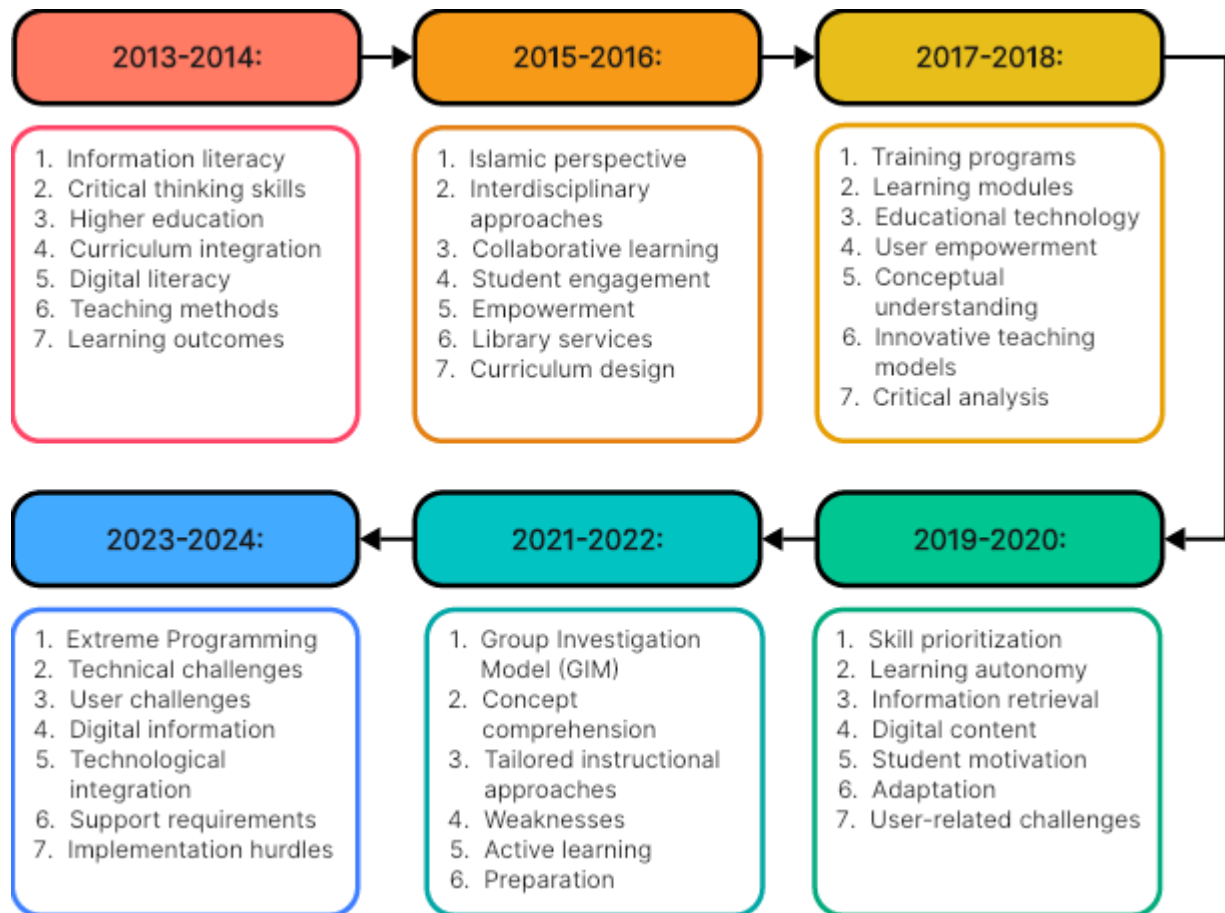 2013-2014:
1. Information literacy
2. Critical thinking skills
3. Higher education
4. Curriculum integration
5. Digital literacy
6. Teaching methods
7. Learning outcomes
2015-2016:
1. Islamic perspective
2. Interdisciplinary
approaches
3. Collaborative learning
4. Student engagement
5. Empowerment
6. Library services
7. Curriculum design
2017-2018:
1. Training programs
2. Learning modules
3. Educational technology
4. User empowerment
5. Conceptual
understanding
6. Innovative teaching
models
7. Critical analysis
2019-2020:
1. Skill prioritization
2. Learning autonomy
3. Information retrieval
4. Digital content
5. Student motivation
6. Adaptation
7. User-related challenges
2021-2022:
1. Group Investigation
Model (GIM)
2. Concept
comprehension
3. Tailored instructional
approaches
4. Weaknesses
5. Active learning
6. Preparation
2023-2024:
1. Extreme Programming
2. Technical challenges
3. User challenges
4. Digital information
5. Technological
integration
6. Support requirements
7. Implementation hurdles